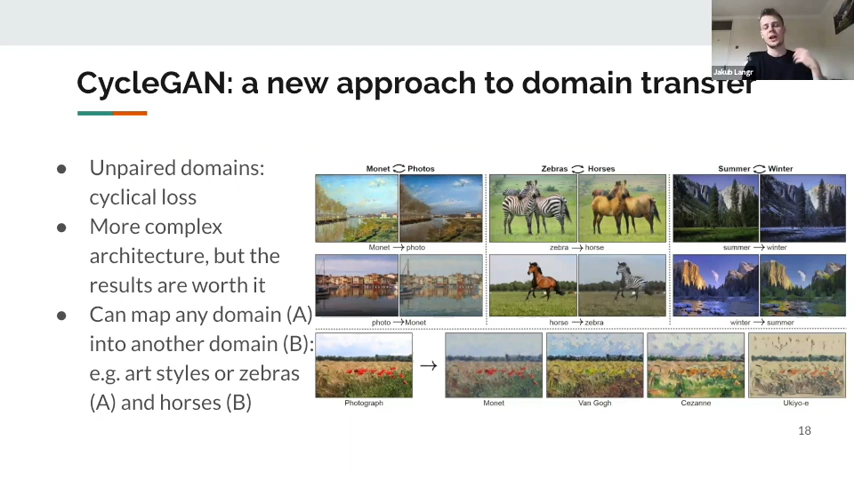 Jakub Langr
CycleGAN: a new approach to domain transfer
● Unpaired domains:
cyclical loss
● More complex
architecture, but the
results are worth it
● Can map any domain (A)
into another domain (B):
e.g. art styles or zebras
(A) and horses (B)
Monet ⟳ Photos
Zebras ⟳ Horses
Summer ⟳ Winter
Monet → photo
zebra → horse
summer → winter
photo → Monet
horse → zebra
winter → summer
→
Photograph
Monet
Van Gogh
Cezanne
Ukiyo-e
18